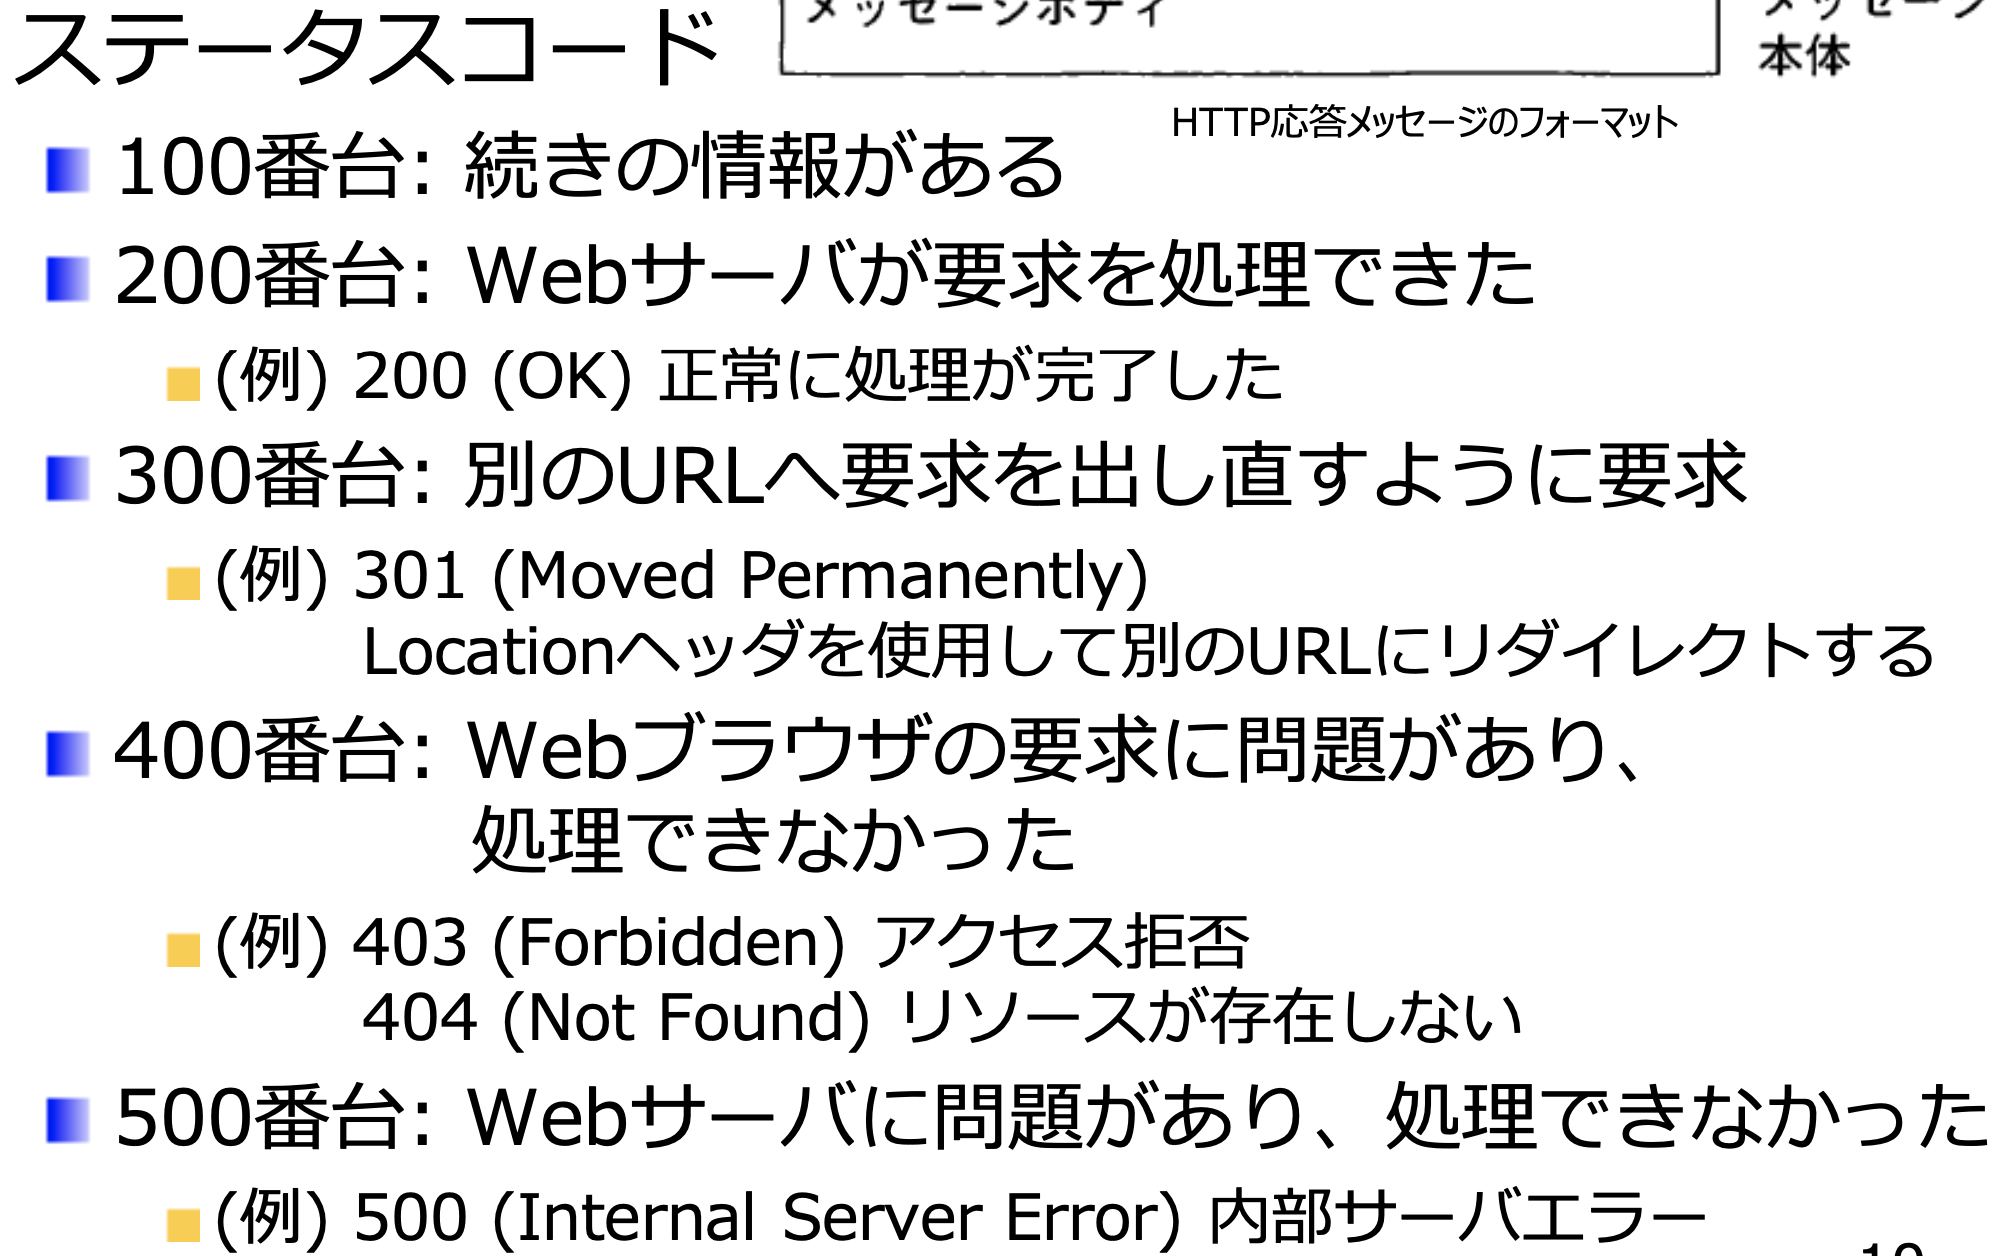 ステータスコード
メッセージボディ
メッセージ
本体
HTTP応答メッセージのフォーマット
100番台: 続きの情報がある
200番台: Webサーバが要求を処理できた
(例) 200 (OK) 正常に処理が完了した
300番台: 別のURLへ要求を出し直すように要求
(例) 301 (Moved Permanently)
Locationヘッダを使用して別のURLにリダイレクトする
400番台: Webブラウザの要求に問題があり、
処理できなかった
(例) 403 (Forbidden) アクセス拒否
404 (Not Found) リソースが存在しない
500番台: Webサーバに問題があり、処理できなかった
(例) 500 (Internal Server Error) 内部サーバエラー